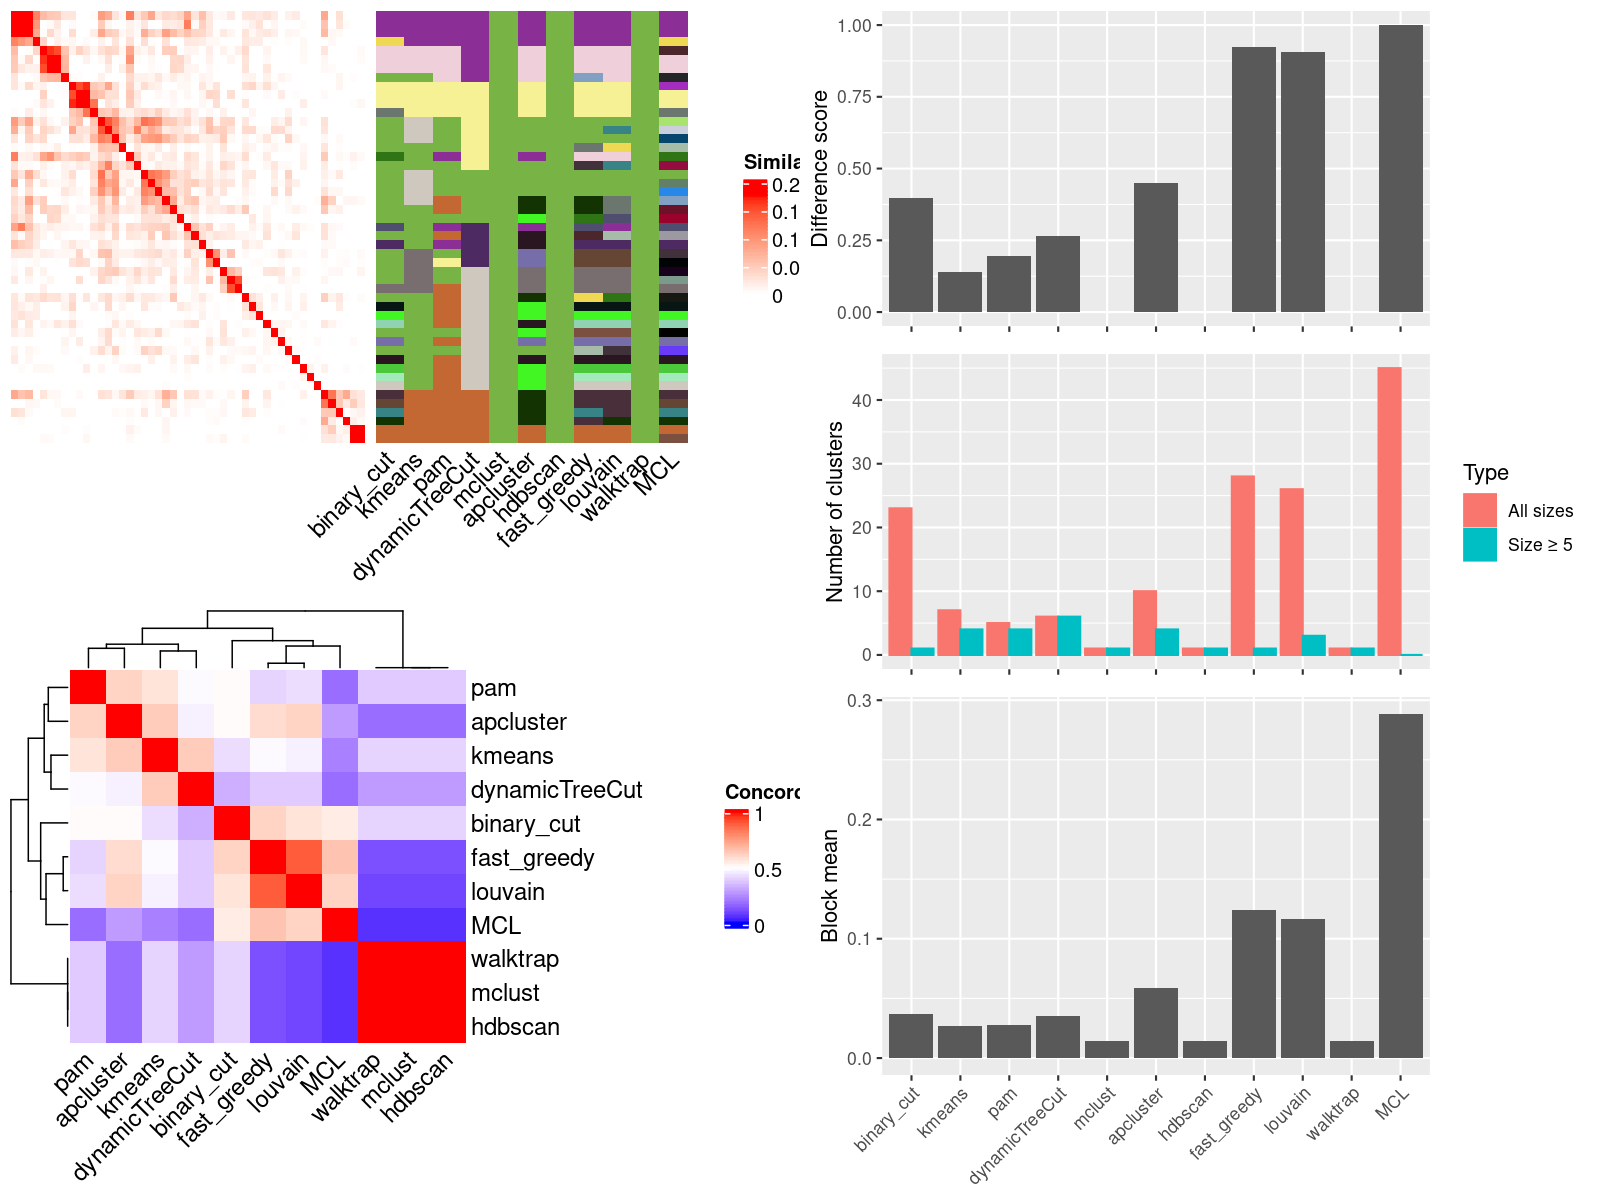 Simila
0.2
0.1
0.1
0.0
0
binary_cut
kmeans
pam
dynamicTreeCut
mclust
apcluster
hdbscan
fast_greedy
louvain
walktrap
MCL
pam
apcluster
kmeans
dynamicTreeCut
binary_cut
fast_greedy
louvain
MCL
walktrap
mclust
hdbscan
Concord
1
0.5
0
pam
apcluster
kmeans
dynamicTreeCut
binary_cut
fast_greedy
louvain
MCL
walktrap
mclust
hdbscan
Difference score
1.00
0.75
0.50
0.25
0.00
Number of clusters
40
30
20
10
0
Type
All sizes
Size ≥ 5
Block mean
0.3
0.2
0.1
0.0
binary_cut
kmeans
pam
dynamicTreeCut
mclust
apcluster
hdbscan
fast_greedy
louvain
walktrap
MCL